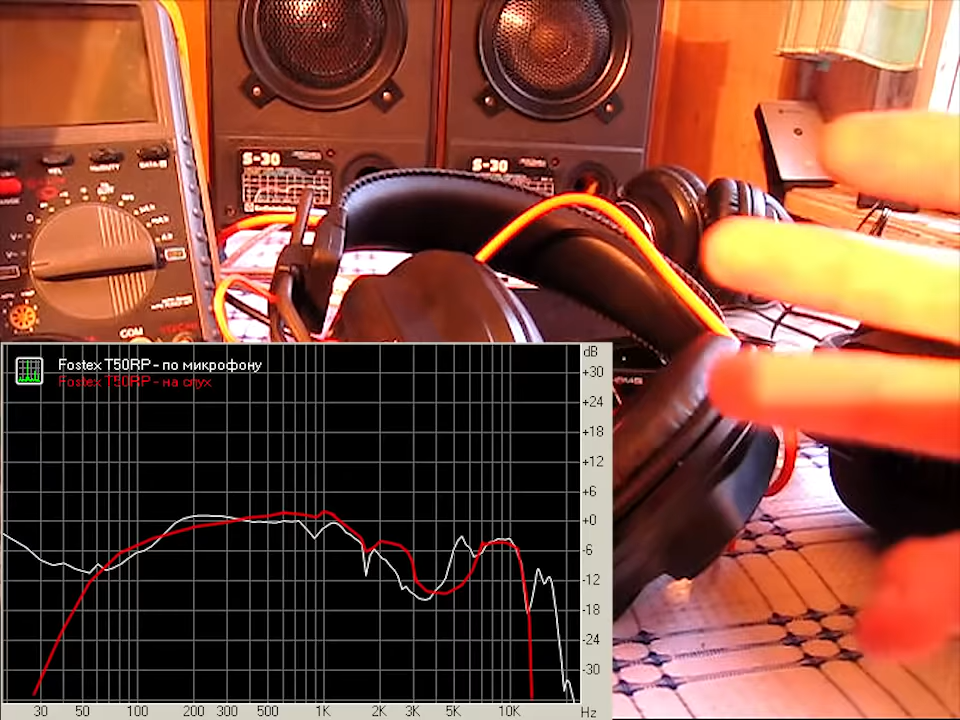 S-30
S-30
COM
Fostex T50RP - по микрофону
Fostex T50RP - на слух
dB
+30
+24
+18
+12
+6
+0
-6
-12
-18
-24
-30
30 50 100 200 300 500 1K 2K 3K 5K 10K Hz